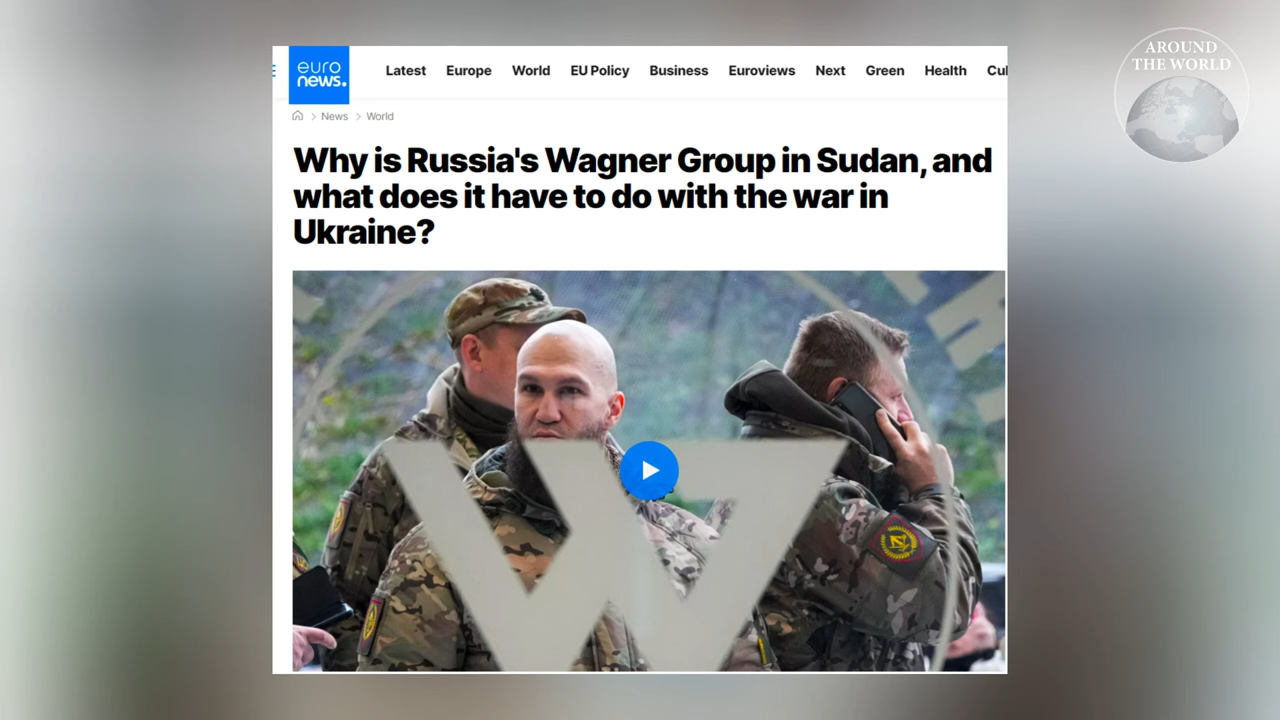 AROUND
THE WORLD
euro
news.
Latest Europe World EU Policy Business Euroviews Next Green Health Cul
News World
Why is Russia's Wagner Group in Sudan, and
what does it have to do with the war in
Ukraine?
W